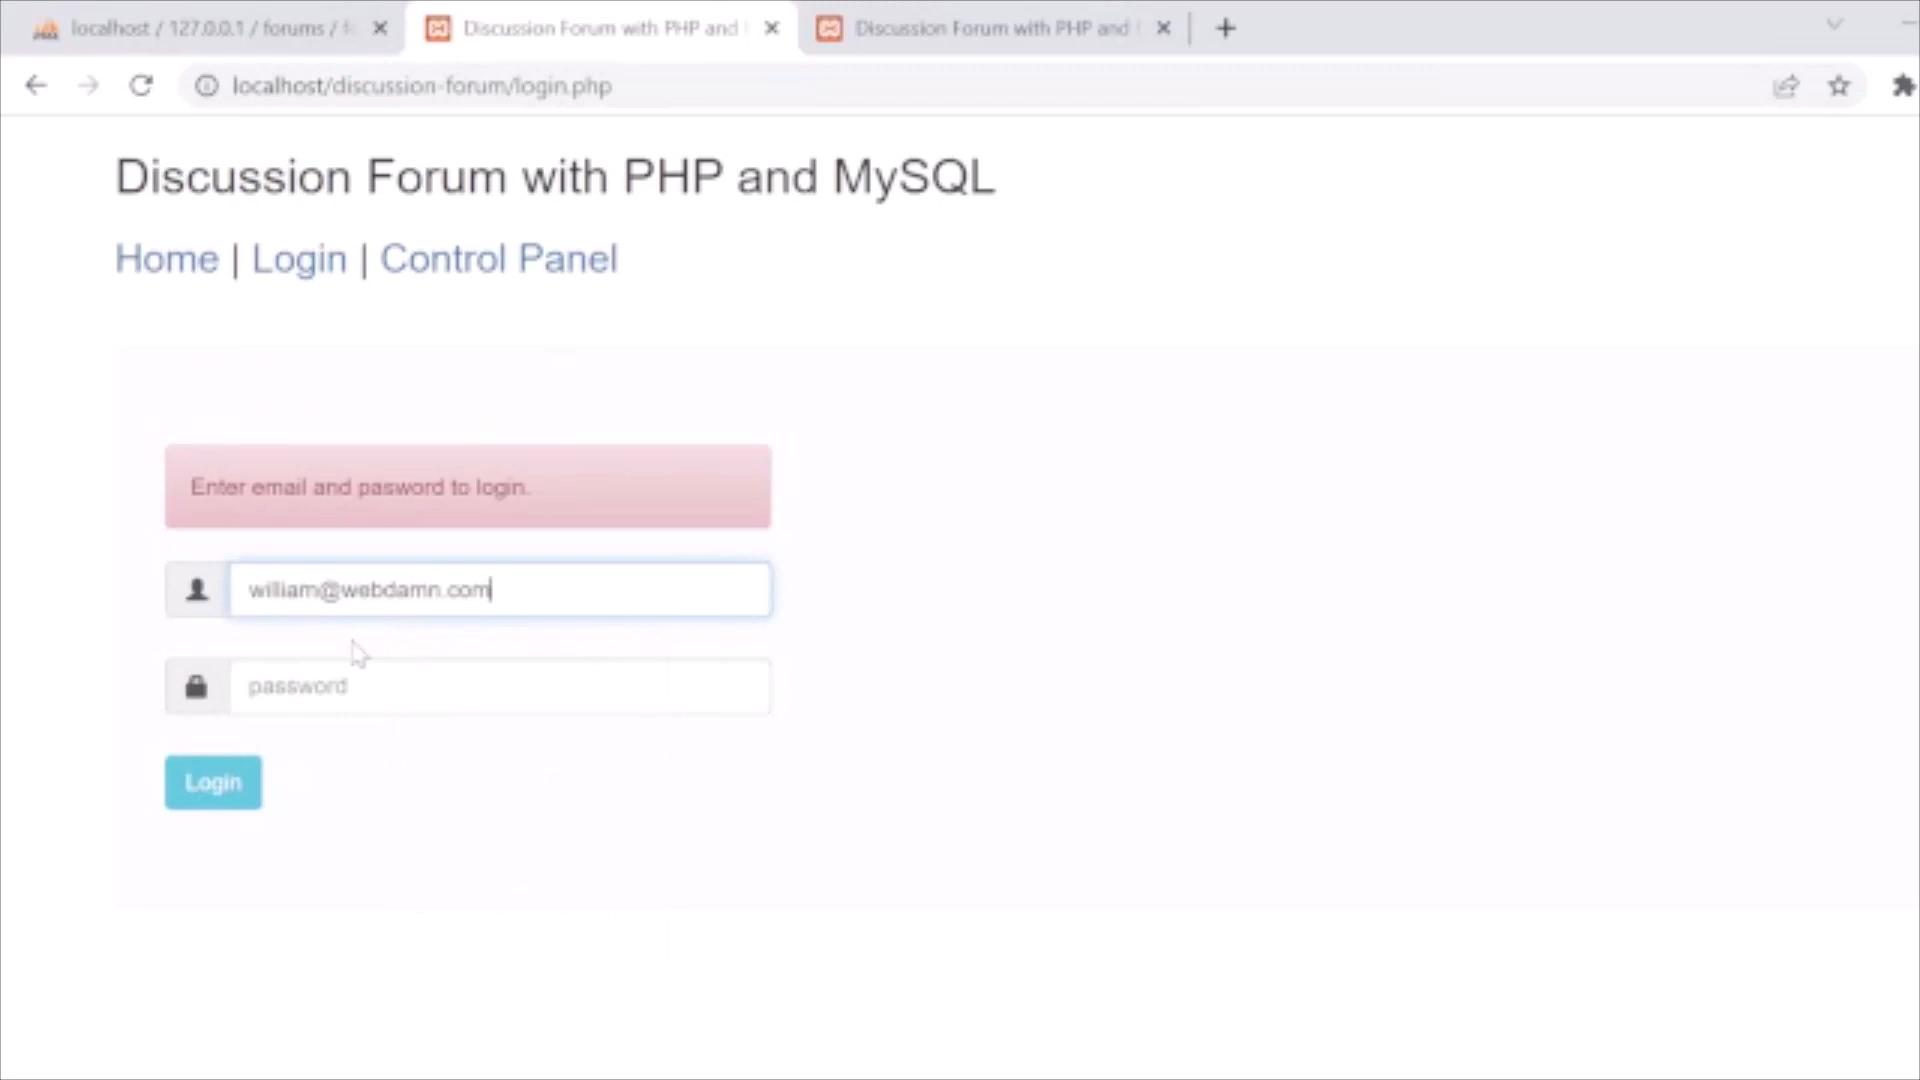 localhost / 127.0.0.1 / forums /
Discussion Forum with PHP and
Discussion Forum with PHP and
localhost/discussion-forum/login.php
Discussion Forum with PHP and MySQL
Home | Login | Control Panel
Enter email and pasword to login.
william@webdamn.com
password
Login